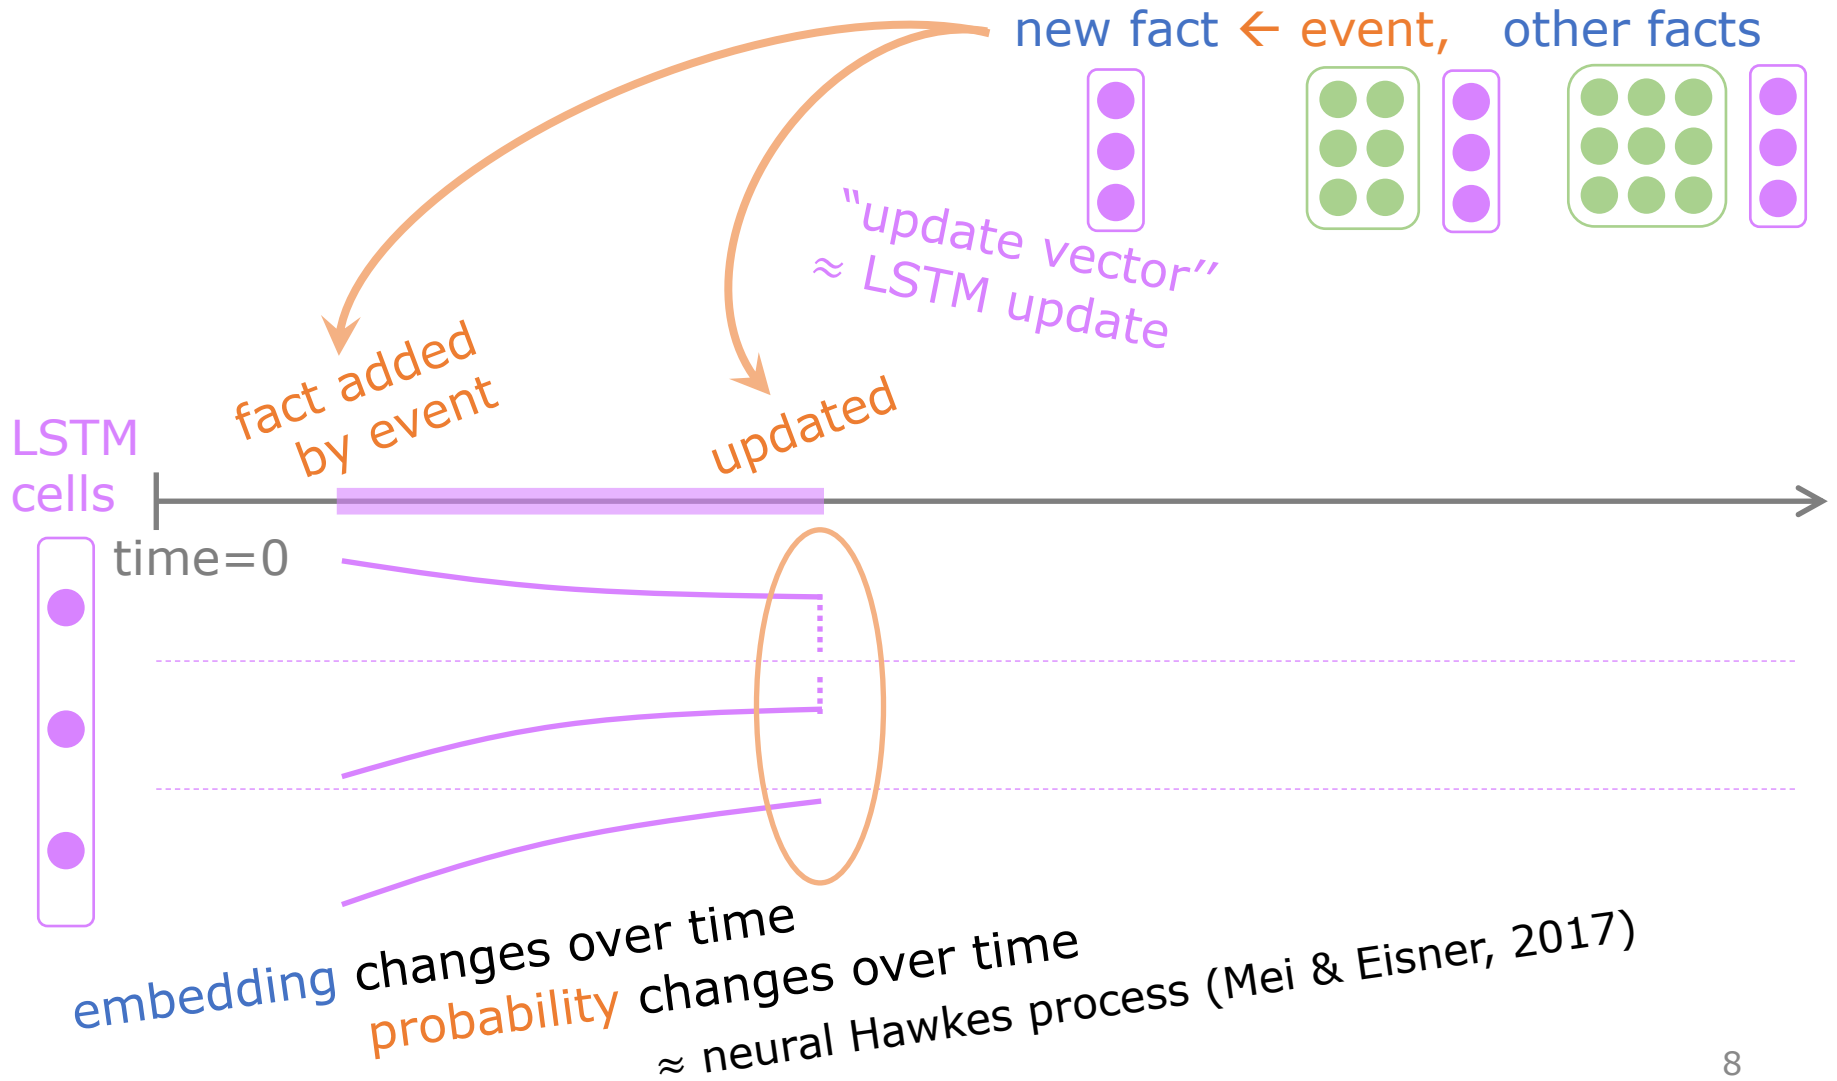 new fact ← event, other facts
“update vector’’
≈ LSTM update
fact added
by event
updated
LSTM
cells
time=0
embedding changes over time
probability changes over time
≈ neural Hawkes process (Mei & Eisner, 2017)
8